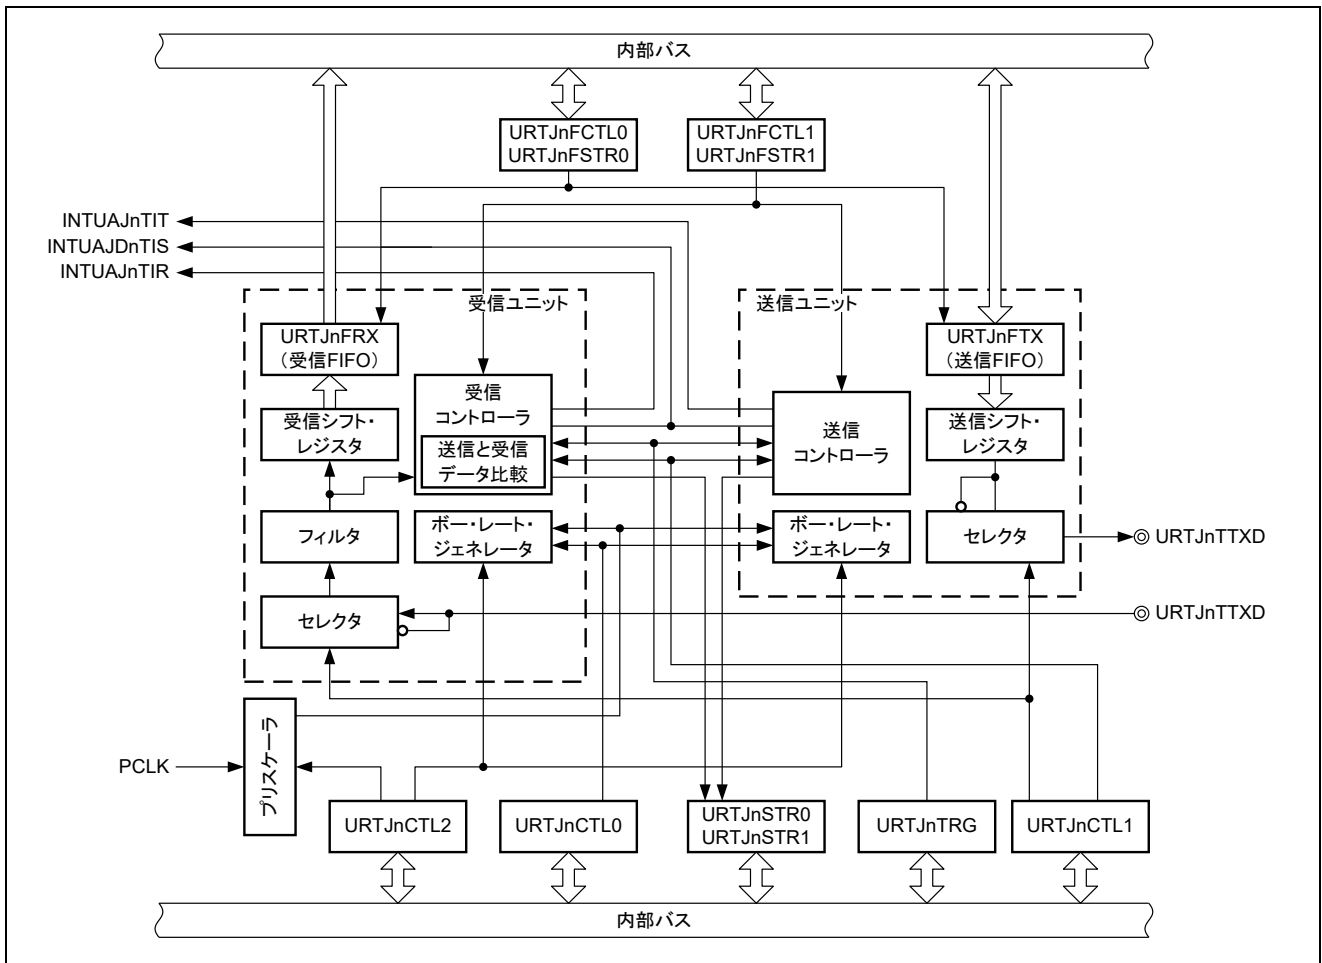 内部バス
URTJnFCTL0
URTJnFSTR0
URTJnFCTL1
URTJnFSTR1
INTUAJnTIT
INTUAJDnTIS
INTUAJnTIR
受信ユニット
送信ユニット
URTJnFRX
（受信FIFO）
URTJnFTX
（送信FIFO）
受信
コントローラ
受信シフト・
レジスタ
送信と受信
データ比較
送信
コントローラ
送信シフト・
レジスタ
フィルタ
ボー・レート・
ジェネレータ
ボー・レート・
ジェネレータ
セレクタ
URTJnTTXD
セレクタ
URTJnTTXD
プリスケーラ
PCLK
URTJnCTL2
URTJnCTL0
URTJnSTR0
URTJnSTR1
URTJnTRG
URTJnCTL1
内部バス